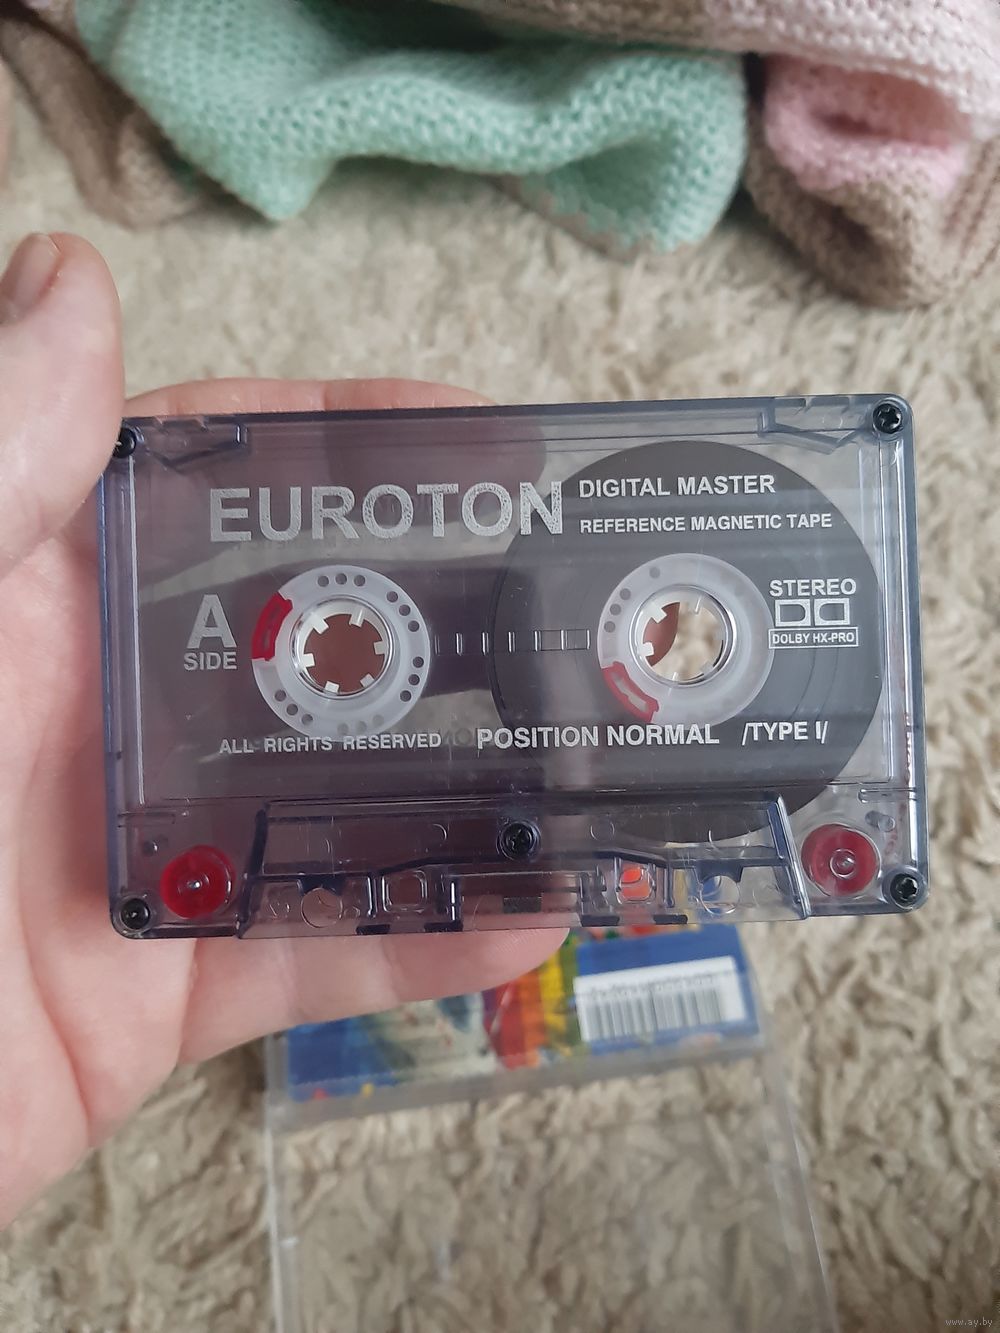 EUROTON
DIGITAL MASTER
REFERENCE MAGNETIC TAPE
A
SIDE
STEREO
DOLBY HX-PRO
ALL RIGHTS RESERVED
POSITION NORMAL /TYPE I/
www.ay.by